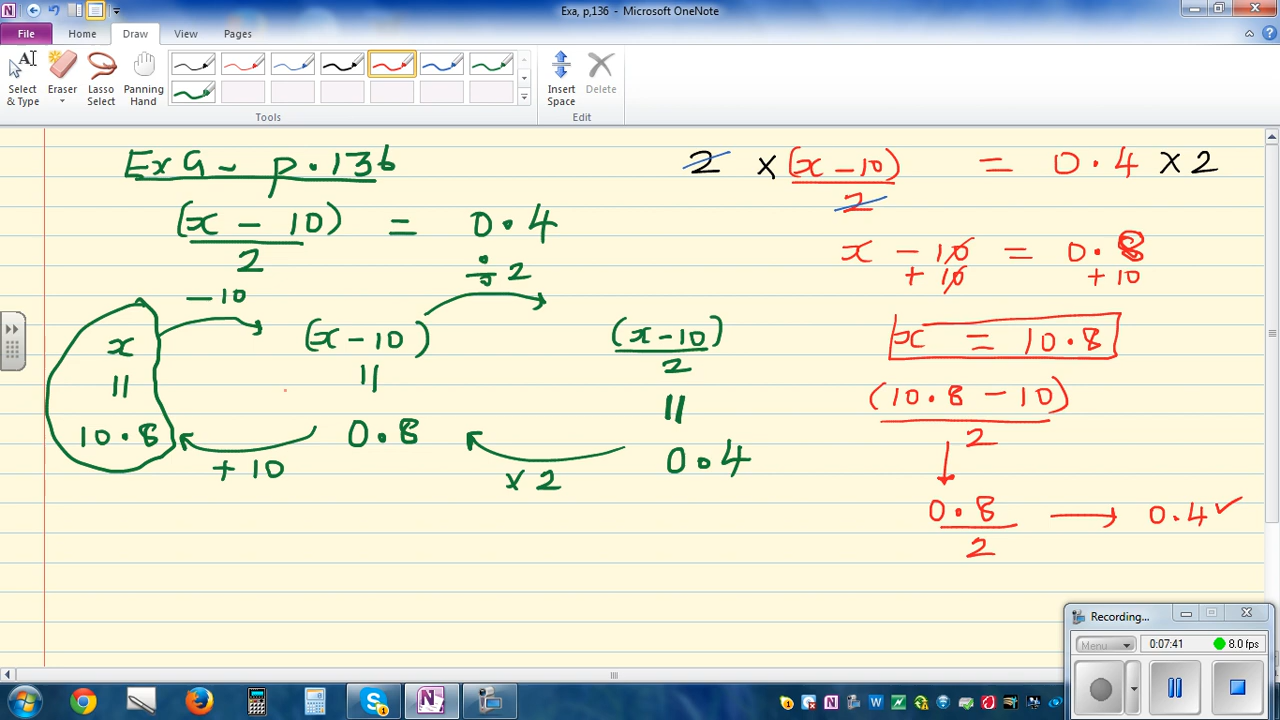 Exa, p,136 - Microsoft OneNote
File Home Draw View Pages
Select & Type
Eraser
Lasso Select
Panning Hand
Insert Space
Delete
Tools
Edit
Ex 9 - p.136
(x - 10) = 0.4
2
-10
÷ 2
x
(x - 10)
(x - 10)
2
||
||
||
10.8
0.8
0.4
+ 10
x 2
2 x (x - 10) = 0.4 x 2
2
x - 10 = 0.8
+ 10 + 10
x = 10.8
(10.8 - 10)
2
0.8 → 0.4 ✓
2
Recording...
Menu
0:07:41
8.0 fps